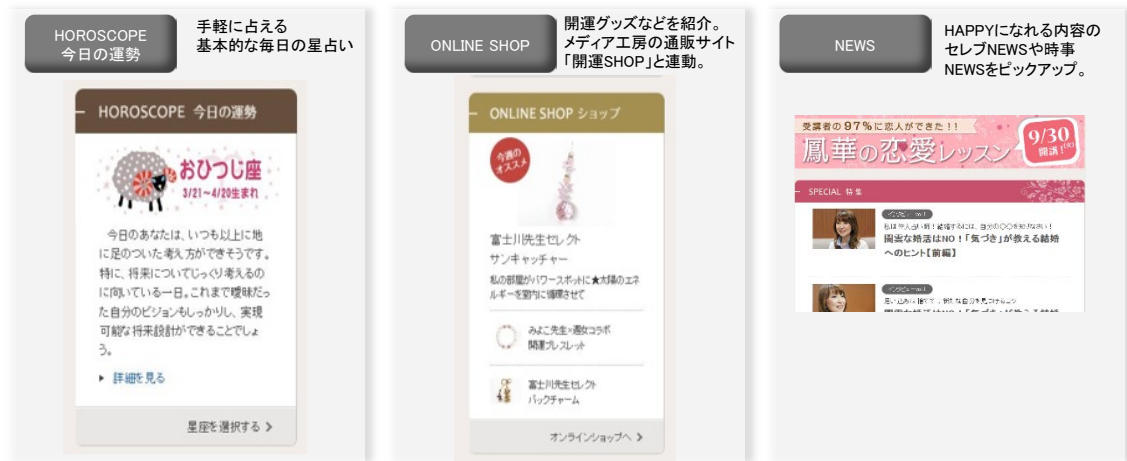 HOROSCOPE
今日の運勢
手軽に占える
基本的な毎日の星占い
HOROSCOPE 今日の運勢
おひつじ座
3/21~4/20生まれ
今日のあなたは、いつも以上に地
に足のついた考え方ができそうです。
特に、将来についてじっくり考えるの
に向いている一日。これまで曖昧だっ
た自分のビジョンもしっかりし、実現
可能な将来設計ができることでしょ
う。
詳細を見る
星座を選択する
ONLINE SHOP
開運グッズなどを紹介。
メディア工房の通販サイト
「開運SHOP」と連動。
ONLINE SHOP ショップ
今週の
オススメ
富士川先生セレクト
サンキャッチャー
私の部屋がパワースポットに★太陽のエネ
ルギーを室内に循環させて
みよこ先生×週女コラボ
開運ブレスレット
富士川先生セレクト
バックチャーム
オンラインショップへ
NEWS
HAPPYになれる内容の
セレブNEWSや時事
NEWSをピックアップ。
受講者の97%に恋人ができた!!
鳳華の恋愛レッスン
9/30
開講!
SPECIAL 特集
闇雲な婚活はNO!「気づき」が教える結婚
へのヒント【前編】